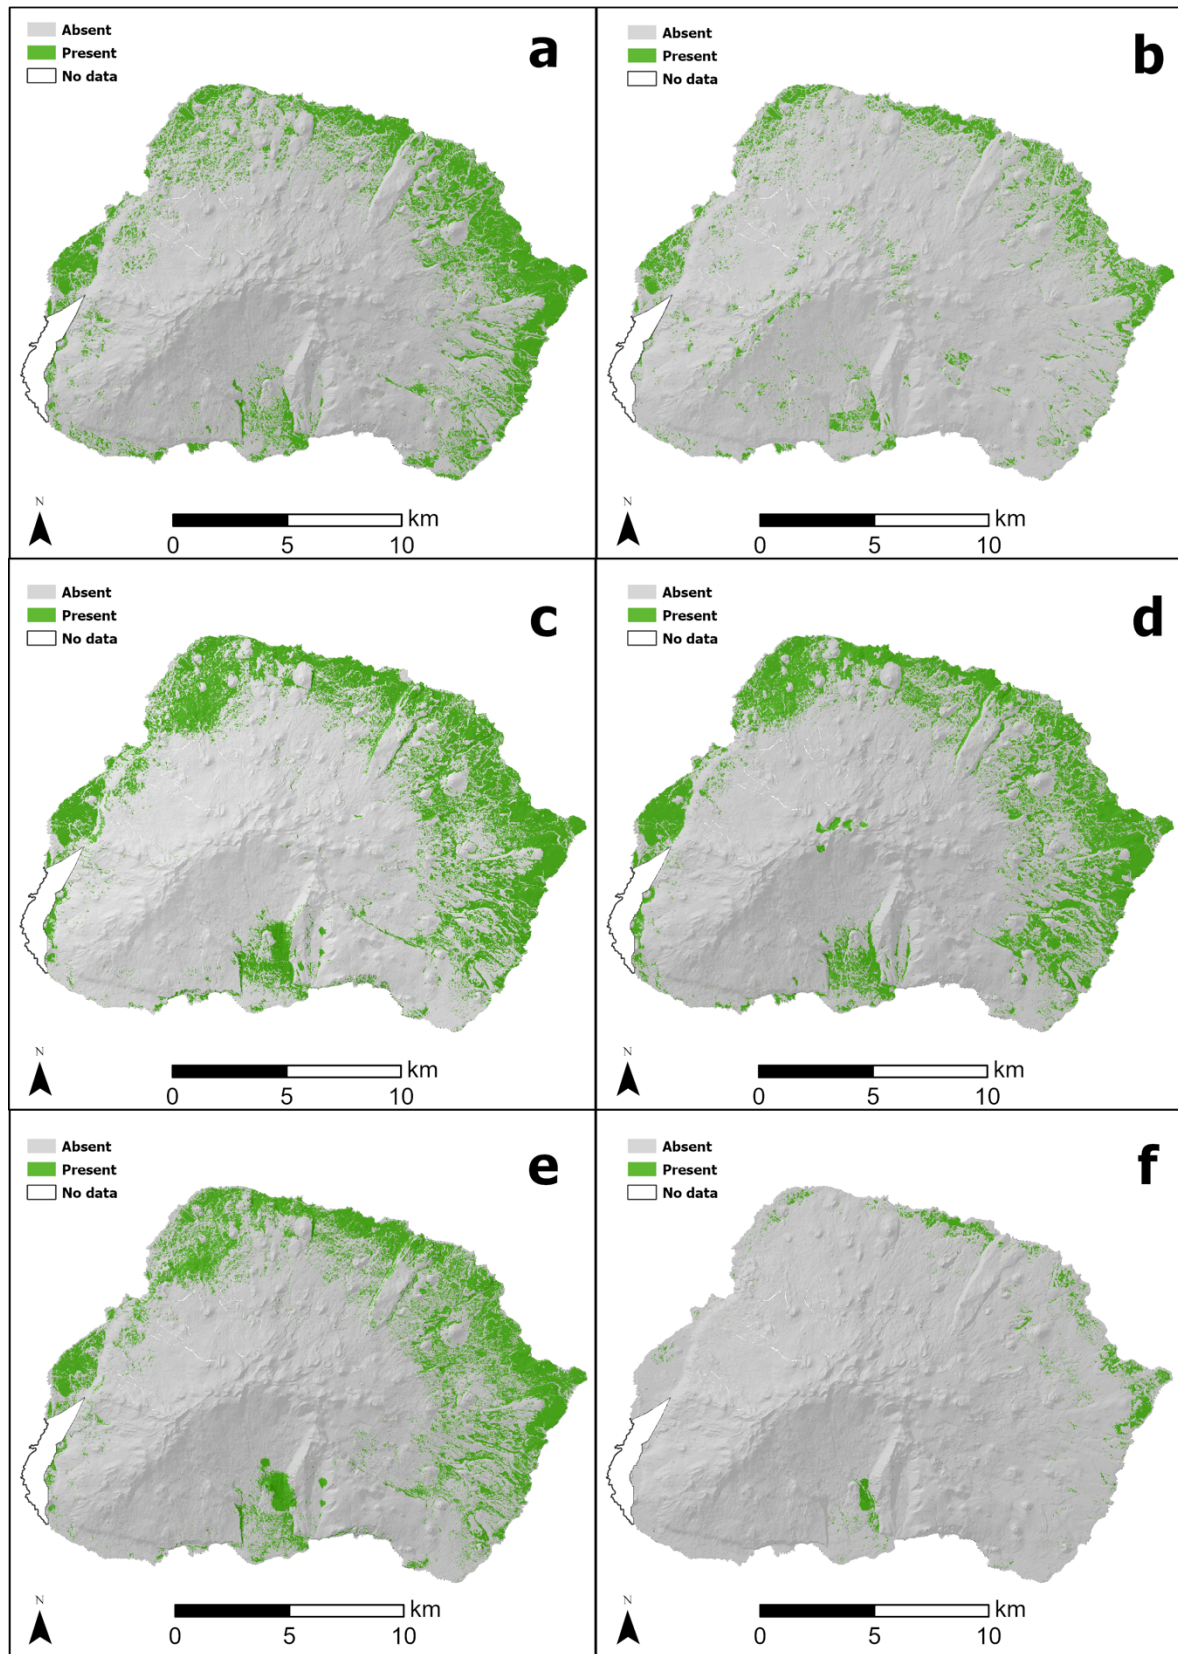 Absent
Present
No data
a
N
km
0 5 10
Absent
Present
No data
b
N
km
0 5 10
Absent
Present
No data
c
N
km
0 5 10
Absent
Present
No data
d
N
km
0 5 10
Absent
Present
No data
e
N
km
0 5 10
Absent
Present
No data
f
N
km
0 5 10